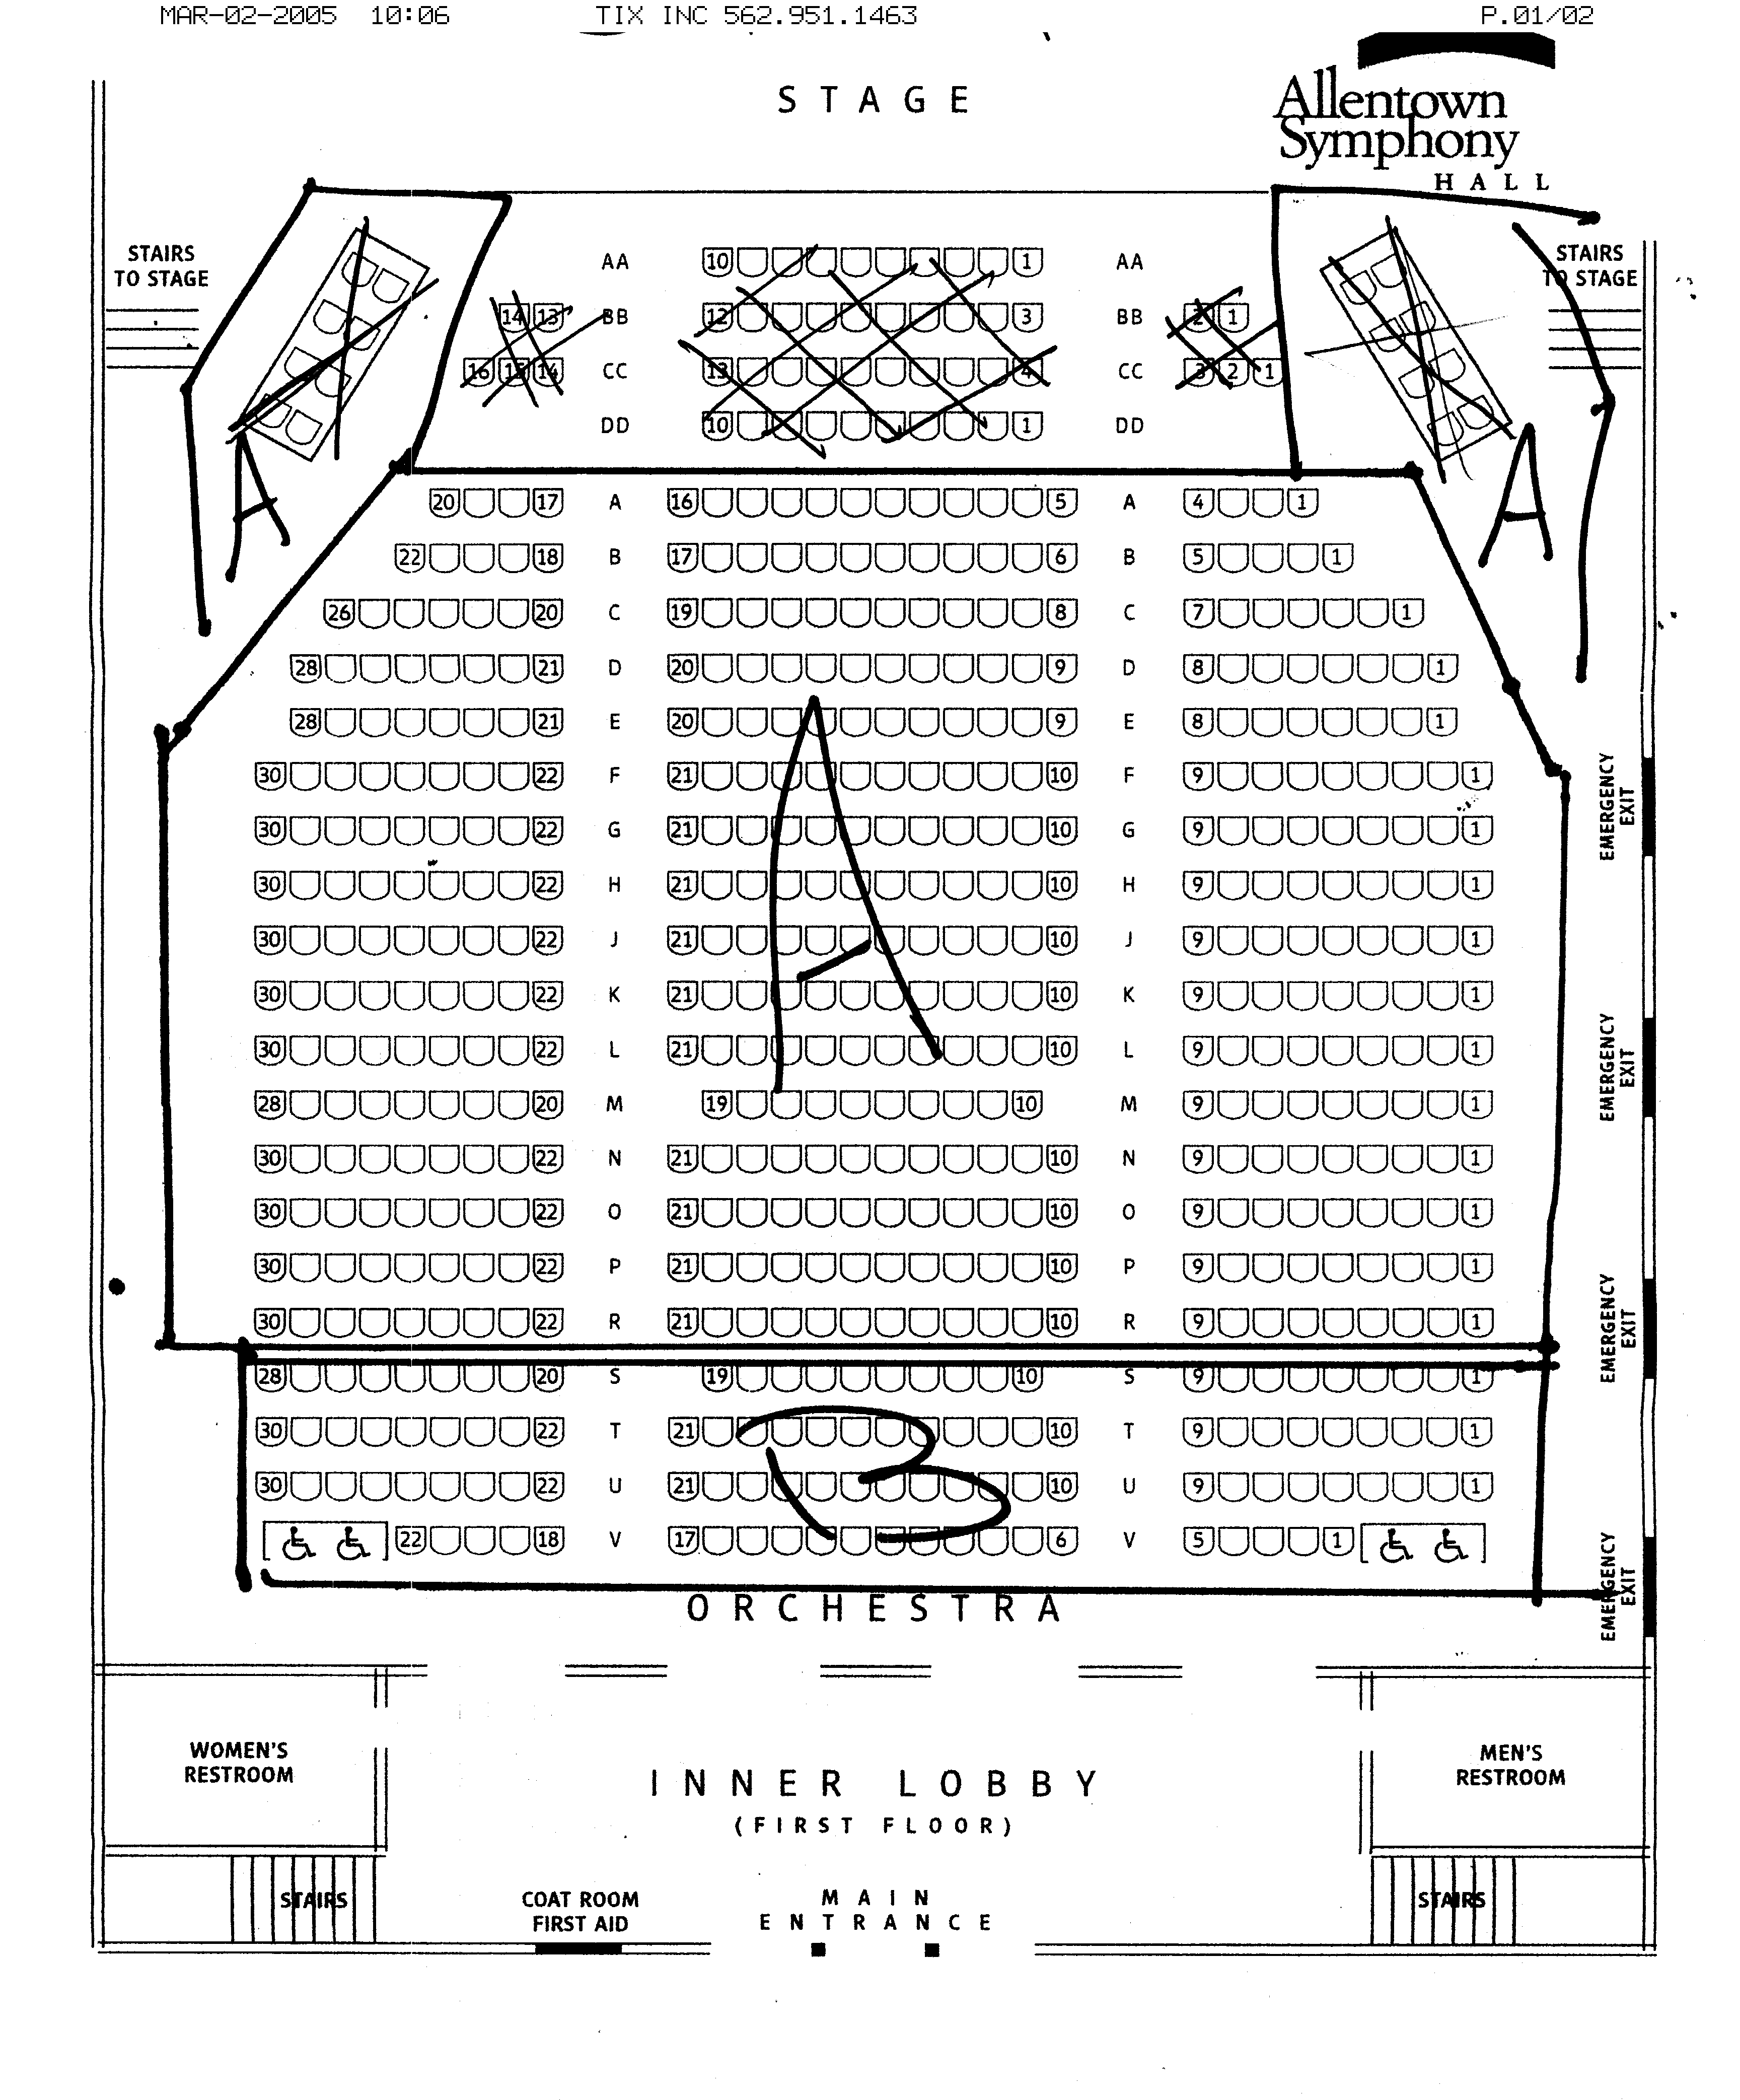 MAR-02-2005 10:06 TIX INC 562.951.1463 P.01/02
STAGE
Allentown
Symphony
HALL
STAIRS
TO STAGE
STAIRS
TO STAGE
AA 10 1 AA
14 13 BB 12 3 BB 2 1
16 15 14 CC 13 4 CC 3 2 1
DD 10 1 DD
A A
20 17 A 16 5 A 4 1
22 18 B 17 6 B 5 1
26 20 C 19 8 C 7 1
28 21 D 20 9 D 8 1
28 21 E 20 9 E 8 1
30 22 F 21 10 F 9 1
EMERGENCY
EXIT
30 22 G 21 10 G 9 1
30 22 H 21 10 H 9 1
A
30 22 J 21 10 J 9 1
30 22 K 21 10 K 9 1
30 22 L 21 10 L 9 1
EMERGENCY
EXIT
28 20 M 19 10 M 9 1
30 22 N 21 10 N 9 1
30 22 O 21 10 O 9 1
30 22 P 21 10 P 9 1
30 22 R 21 10 R 9 1
EMERGENCY
EXIT
28 20 S 19 10 S 9 1
30 22 T 21 10 T 9 1
B
30 22 U 21 10 U 9 1
22 18 V 17 6 V 5 1
EMERGENCY
EXIT
ORCHESTRA
WOMEN'S
RESTROOM
MEN'S
RESTROOM
INNER LOBBY
(FIRST FLOOR)
STAIRS
COAT ROOM
FIRST AID
MAIN
ENTRANCE
STAIRS